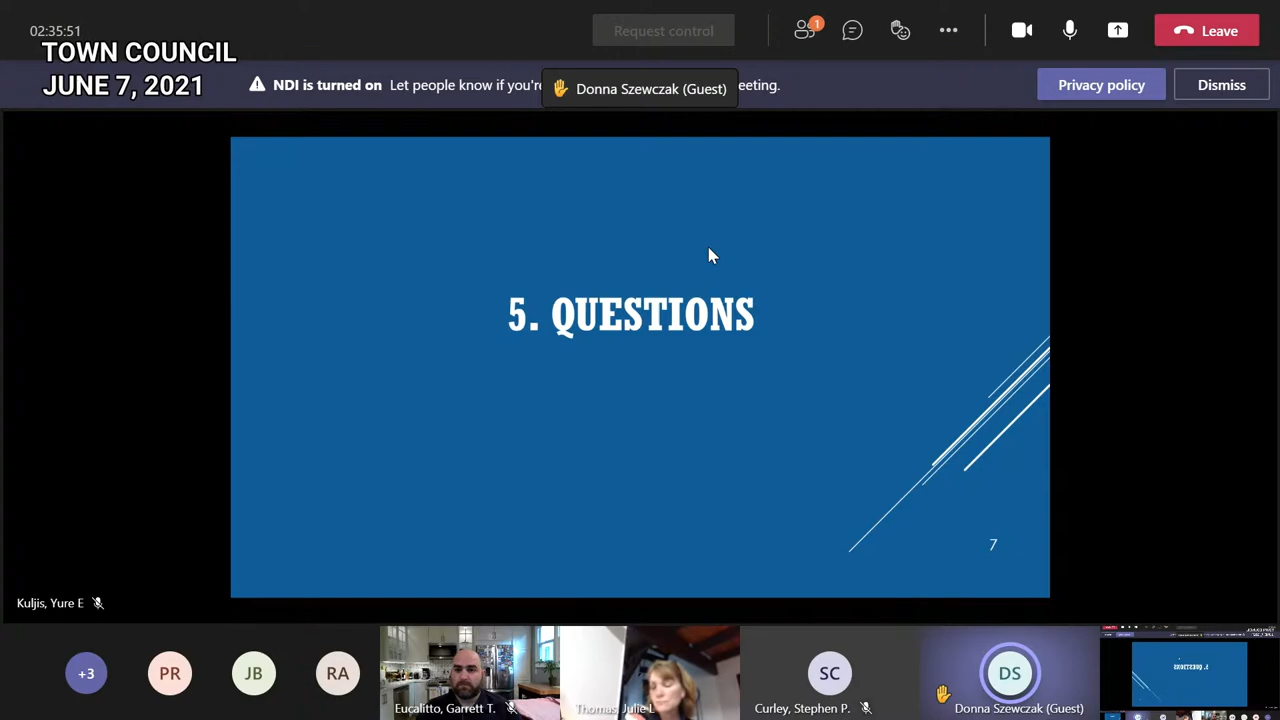 02:35:51
Request control
1
Leave
TOWN COUNCIL
JUNE 7, 2021
NDI is turned on Let people know if you're
eeting.
Donna Szewczak (Guest)
Privacy policy
Dismiss
5. QUESTIONS
7
Kuljis, Yure E
+3
PR
JB
RA
Eucalitto, Garrett T.
Thomas, Julie L
SC
Curley, Stephen P.
DS
Donna Szewczak (Guest)